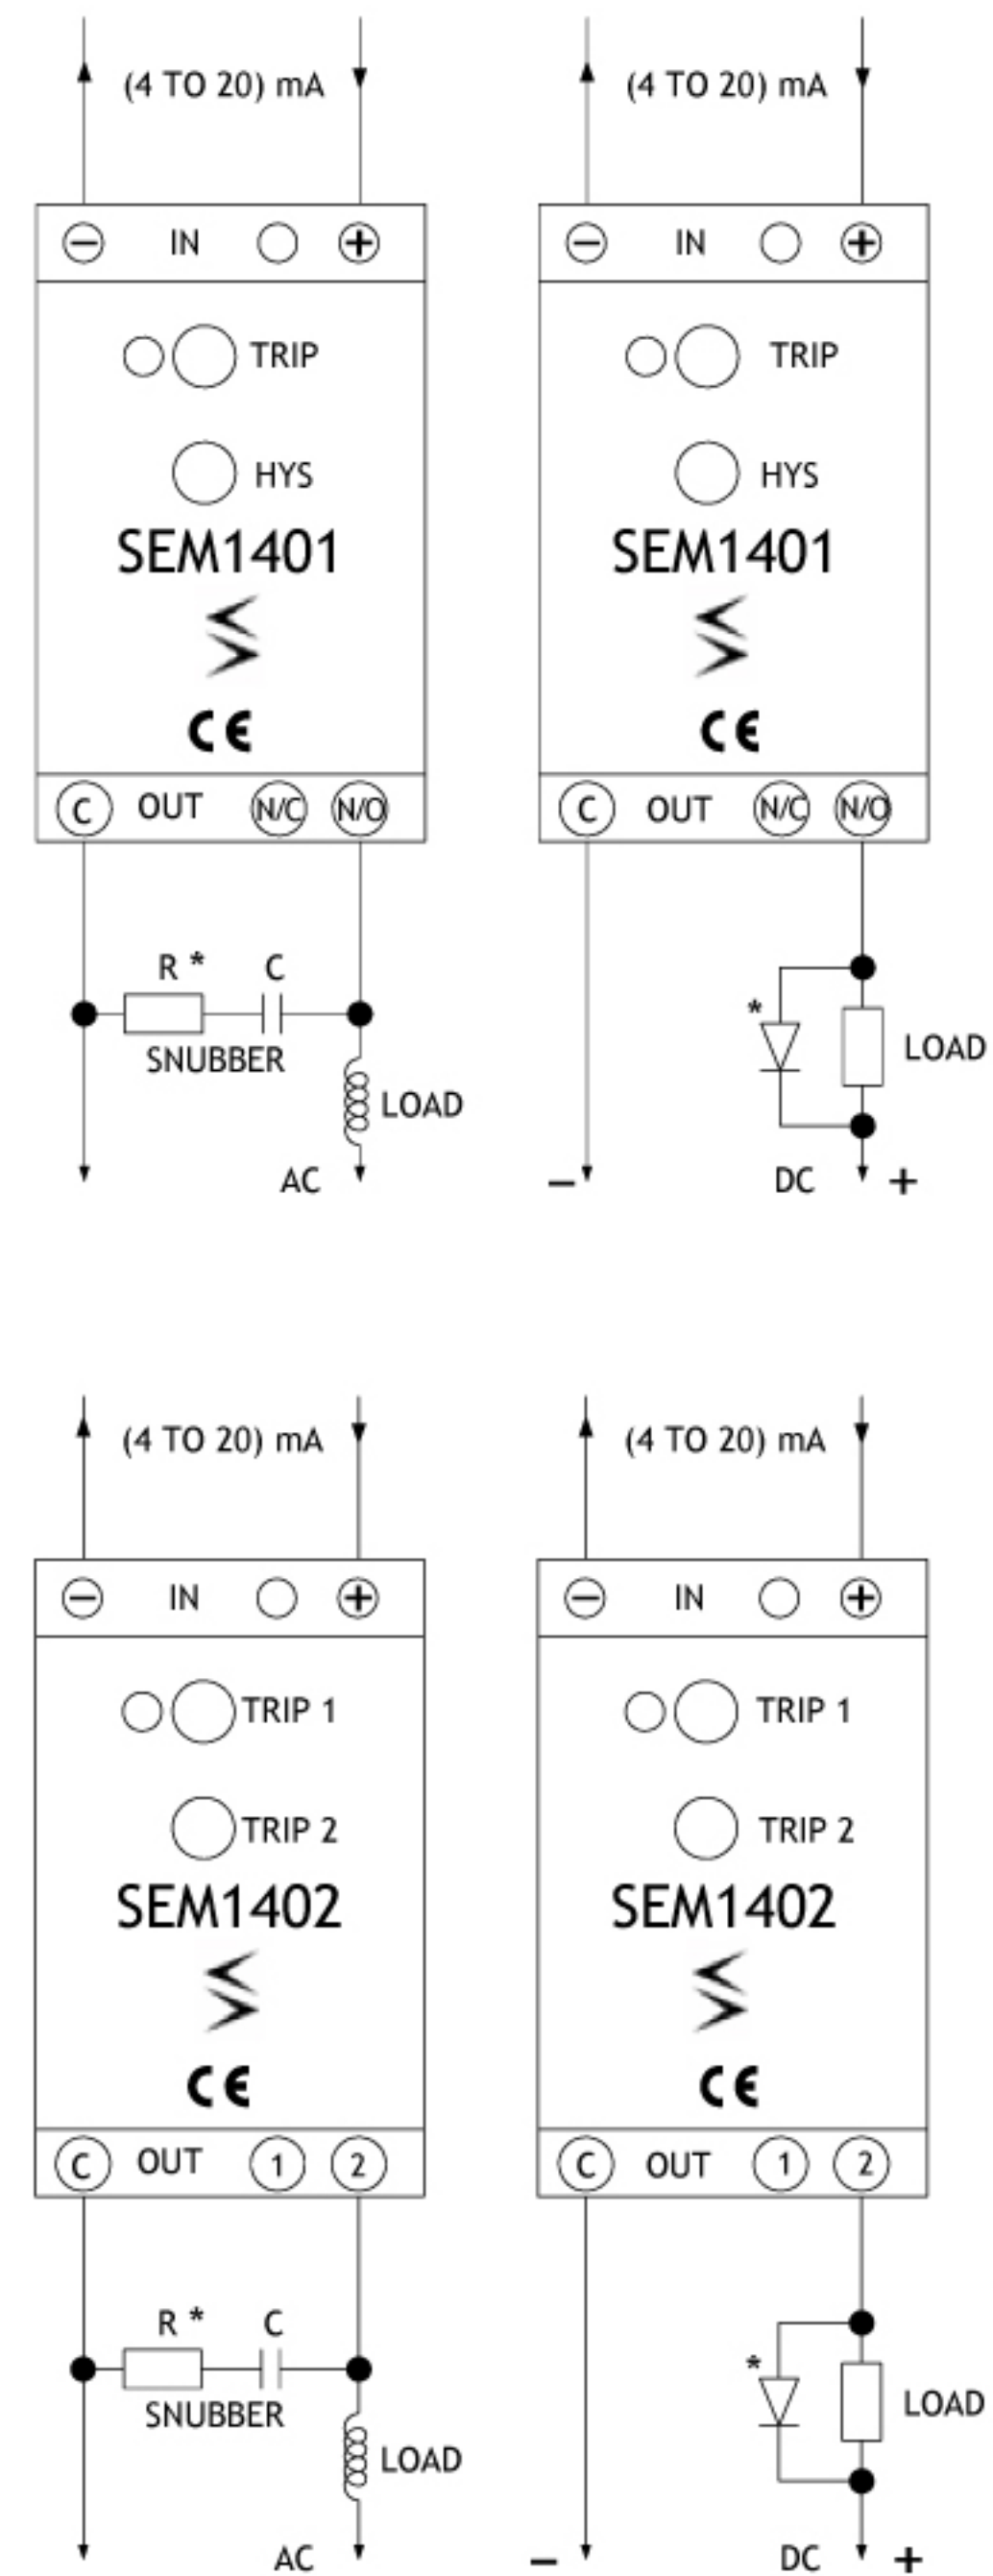 (4 TO 20) mA (4 TO 20) mA
− IN + − IN +
TRIP TRIP
HYS HYS
SEM1401 SEM1401
CE CE
C OUT N/C N/O C OUT N/C N/O
R * C
SNUBBER
LOAD
AC
*
LOAD
− DC +
(4 TO 20) mA (4 TO 20) mA
− IN + − IN +
TRIP 1 TRIP 1
TRIP 2 TRIP 2
SEM1402 SEM1402
CE CE
C OUT 1 2 C OUT 1 2
R * C
SNUBBER
LOAD
AC
*
LOAD
− DC +